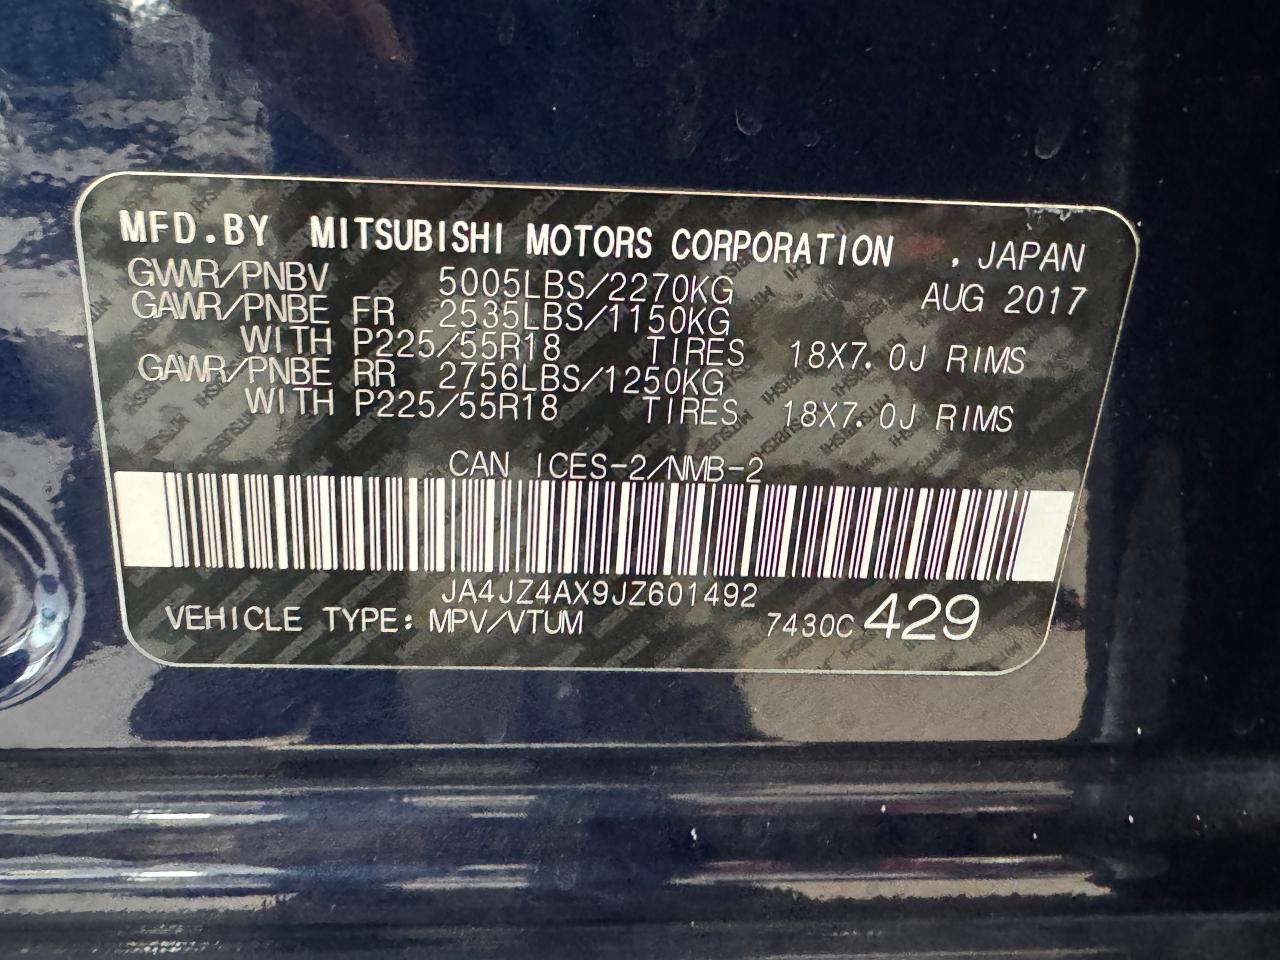 MFD.BY MITSUBISHI MOTORS CORPORATION , JAPAN
GVWR/PNBV 5005LBS/2270KG AUG 2017
GAWR/PNBE FR 2535LBS/1150KG
WITH P225/55R18 TIRES 18X7.0J RIMS
GAWR/PNBE RR 2756LBS/1250KG
WITH P225/55R18 TIRES 18X7.0J RIMS
CAN ICES-2/NMB-2
JA4JZ4AX9JZ601492
VEHICLE TYPE: MPV/VTUM 7430C 429